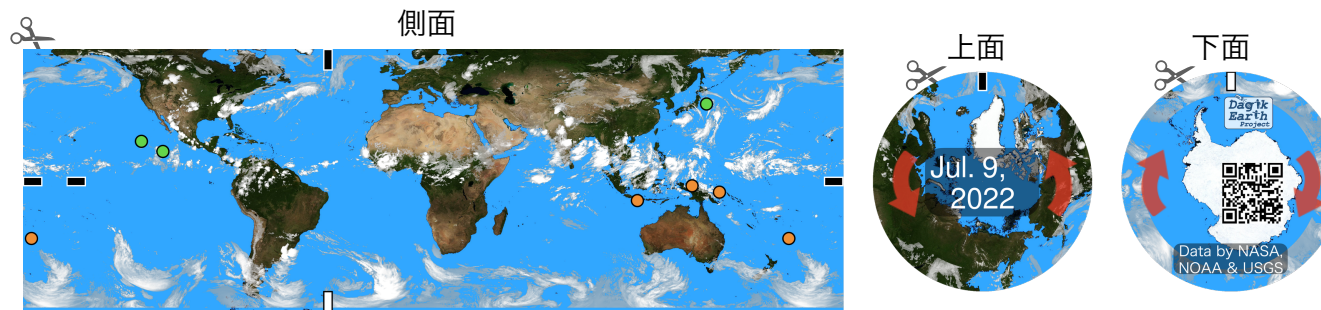 側面
上面
下面
Jul. 9,
2022
Dagik
Earth
Project
Data by NASA,
NOAA & USGS